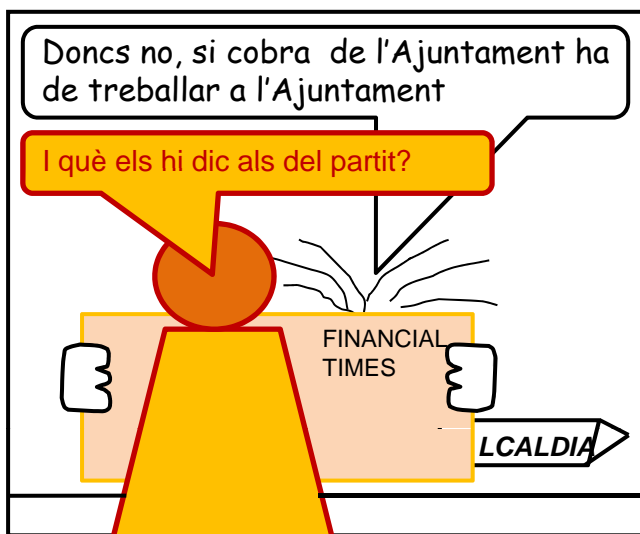 Doncs no, si cobra de l'Ajuntament ha
de treballar a l'Ajuntament
I què els hi dic als del partit?
FINANCIAL
TIMES
LCALDIA